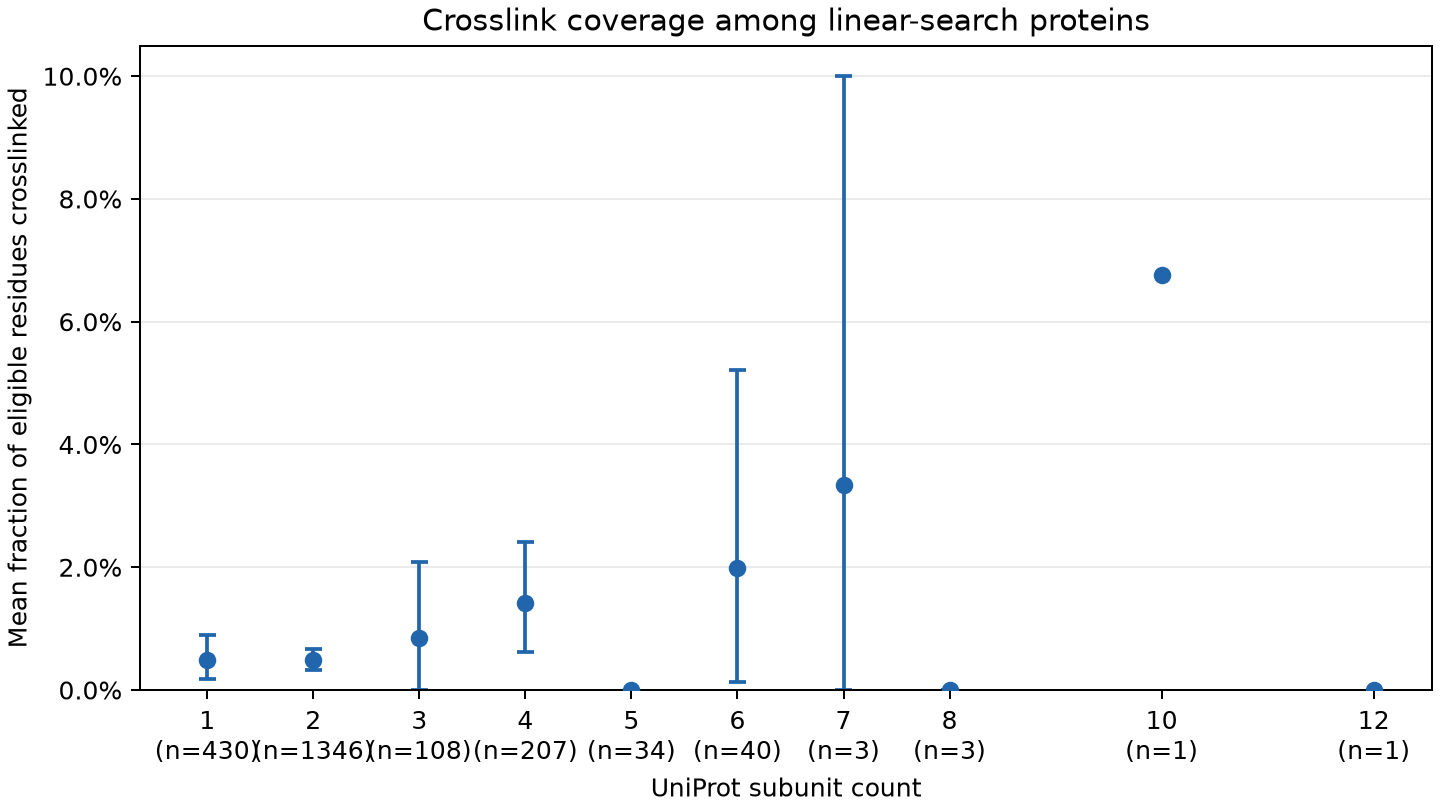 Crosslink coverage among linear-search proteins
Mean fraction of eligible residues crosslinked
10.0%
8.0%
6.0%
4.0%
2.0%
0.0%
1 2 3 4 5 6 7 8 10 12
(n=430) (n=1346) (n=108) (n=207) (n=34) (n=40) (n=3) (n=3) (n=1) (n=1)
UniProt subunit count